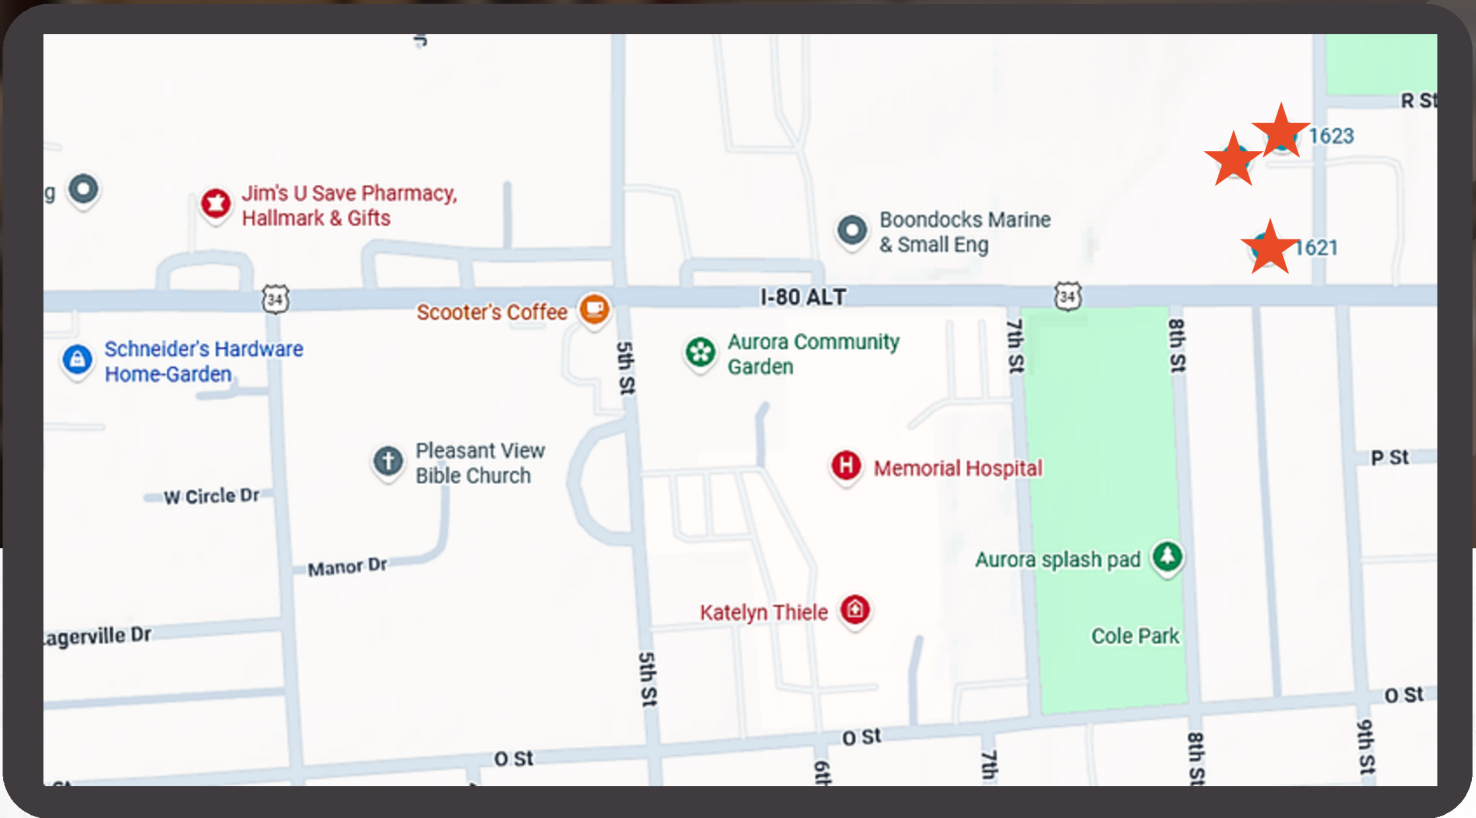 R St
1623
g
Jim's U Save Pharmacy,
Hallmark & Gifts
Boondocks Marine
& Small Eng
1621
34
I-80 ALT
34
Scooter's Coffee
Schneider's Hardware
Home-Garden
5th St
Aurora Community
Garden
7th St
8th St
Pleasant View
Bible Church
H
Memorial Hospital
P St
W Circle Dr
Manor Dr
Aurora splash pad
Katelyn Thiele
agerville Dr
Cole Park
5th St
O St
O St
O St
6th
7th
8th St
9th St